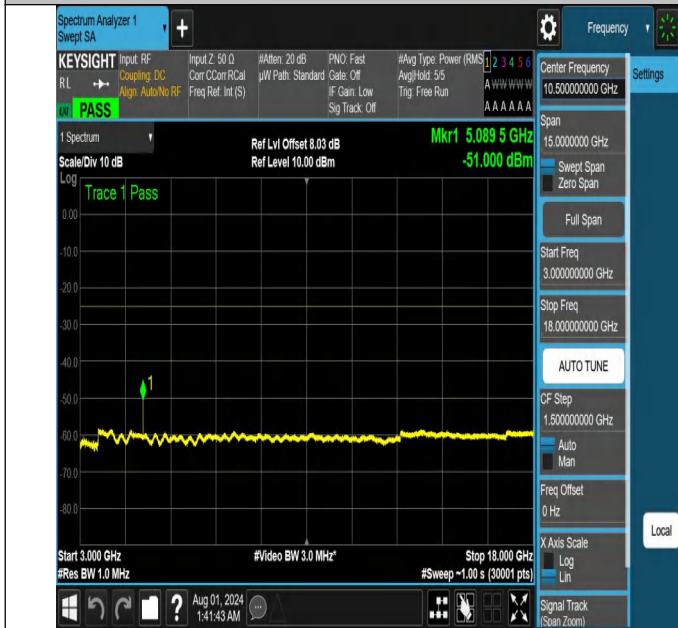 Spectrum Analyzer 1
Swept SA
Frequency
KEYSIGHT
RL
PASS
Input: RF
Coupling: DC
Align: Auto/No RF
Input Z: 50 Ω
Corr CCorr RCal
Freq Ref: Int (S)
#Atten: 20 dB
µW Path: Standard
PNO: Fast
Gate: Off
IF Gain: Low
Sig Track: Off
#Avg Type: Power (RMS
Avg|Hold: 5/5
Trig: Free Run
1 2 3 4 5 6
A W W W W W
A A A A A A
1 Spectrum
Scale/Div 10 dB
Log
Ref Lvl Offset 8.03 dB
Ref Level 10.00 dBm
Mkr1 5.089 5 GHz
-51.000 dBm
Trace 1 Pass
0.00
-10.0
-20.0
-30.0
-40.0
-50.0
-60.0
-70.0
-80.0
1
Start 3.000 GHz
#Res BW 1.0 MHz
#Video BW 3.0 MHz*
Stop 18.000 GHz
#Sweep ~1.00 s (30001 pts)
Aug 01, 2024
1:41:43 AM
Center Frequency
10.500000000 GHz
Settings
Span
15.0000000 GHz
Swept Span
Zero Span
Full Span
Start Freq
3.000000000 GHz
Stop Freq
18.000000000 GHz
AUTO TUNE
CF Step
1.500000000 GHz
Auto
Man
Freq Offset
0 Hz
Local
X Axis Scale
Log
Lin
Signal Track
(Span Zoom)